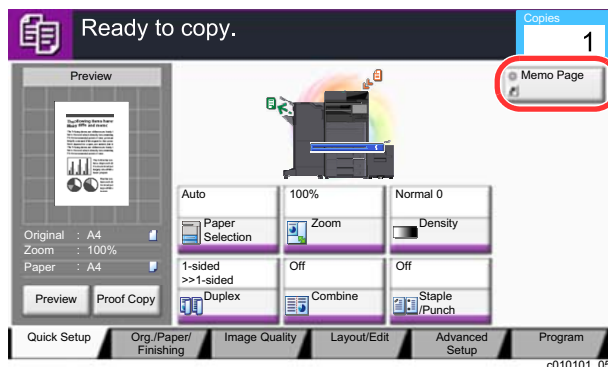 Ready to copy.
Copies
1
Preview
Memo Page
Original : A4
Zoom : 100%
Paper : A4
Preview
Proof Copy
Auto
Paper
Selection
100%
Zoom
Normal 0
Density
1-sided
>>1-sided
Duplex
Off
Combine
Off
Staple
/Punch
Quick Setup
Org./Paper/
Finishing
Image Quality
Layout/Edit
Advanced
Setup
Program
c010101_05